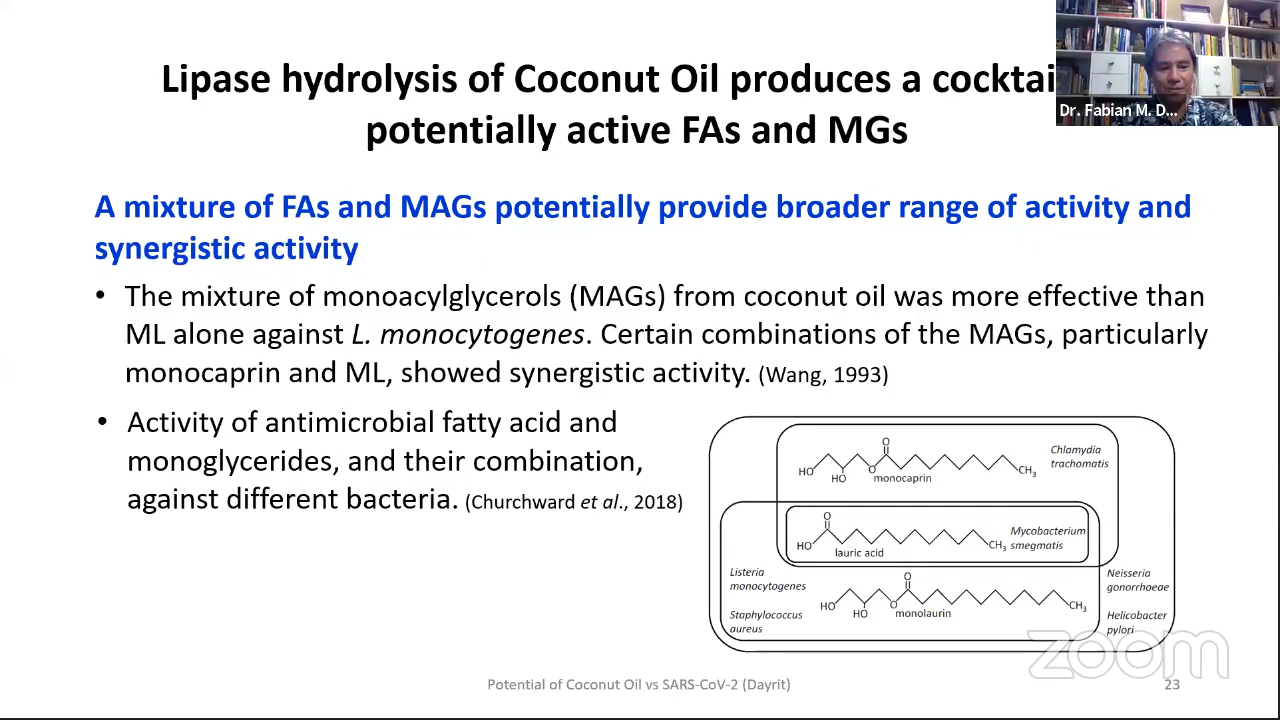 Lipase hydrolysis of Coconut Oil produces a cocktai
potentially active FAs and MGs
Dr. Fabian M. D...
A mixture of FAs and MAGs potentially provide broader range of activity and
synergistic activity
• The mixture of monoacylglycerols (MAGs) from coconut oil was more effective than
ML alone against L. monocytogenes. Certain combinations of the MAGs, particularly
monocaprin and ML, showed synergistic activity. (Wang, 1993)
• Activity of antimicrobial fatty acid and
monoglycerides, and their combination,
against different bacteria. (Churchward et al., 2018)
O
HO
HO
O
CH3
monocaprin
Chlamydia
trachomatis
O
HO
CH3
lauric acid
Mycobacterium
smegmatis
Listeria
monocytogenes
Staphylococcus
aureus
O
HO
HO
O
CH3
monolaurin
Neisseria
gonorrhoeae
Helicobacter
pylori
zoom
Potential of Coconut Oil vs SARS-CoV-2 (Dayrit)
23